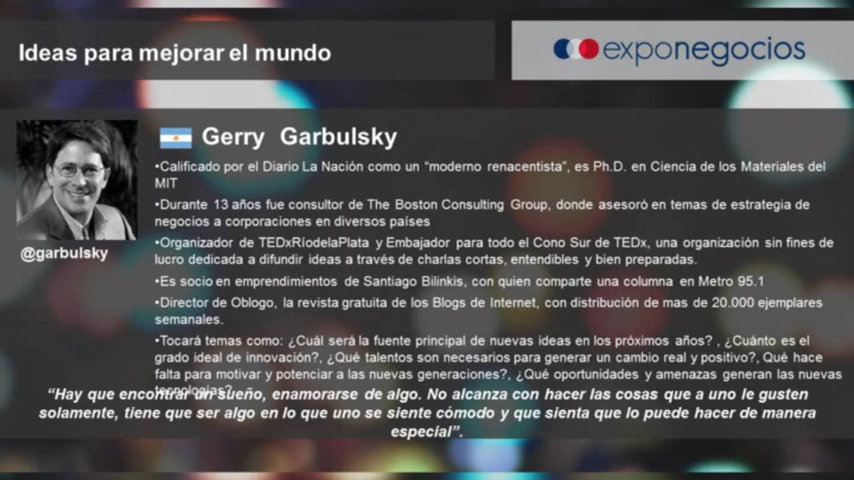 Ideas para mejorar el mundo
exponegocios
Gerry Garbulsky
•Calificado por el Diario La Nación como un “moderno renacentista”, es Ph.D. en Ciencia de los Materiales del
MIT
•Durante 13 años fue consultor de The Boston Consulting Group, donde asesoró en temas de estrategia de
negocios a corporaciones en diversos países
•Organizador de TEDxRíodelaPlata y Embajador para todo el Cono Sur de TEDx, una organización sin fines de
lucro dedicada a difundir ideas a través de charlas cortas, entendibles y bien preparadas.
@garbulsky
•Es socio en emprendimientos de Santiago Bilinkis, con quien comparte una columna en Metro 95.1
•Director de Oblogo, la revista gratuita de los Blogs de Internet, con distribución de mas de 20.000 ejemplares
semanales.
•Tocará temas como: ¿Cuál será la fuente principal de nuevas ideas en los próximos años? , ¿Cuánto es el
grado ideal de innovación?, ¿Qué talentos son necesarios para generar un cambio real y positivo?, Qué hace
falta para motivar y potenciar a las nuevas generaciones?, ¿Qué oportunidades y amenazas generan las nuevas
tecnologías?
“Hay que encontrar un sueño, enamorarse de algo. No alcanza con hacer las cosas que a uno le gusten
solamente, tiene que ser algo en lo que uno se siente cómodo y que sienta que lo puede hacer de manera
especial”.